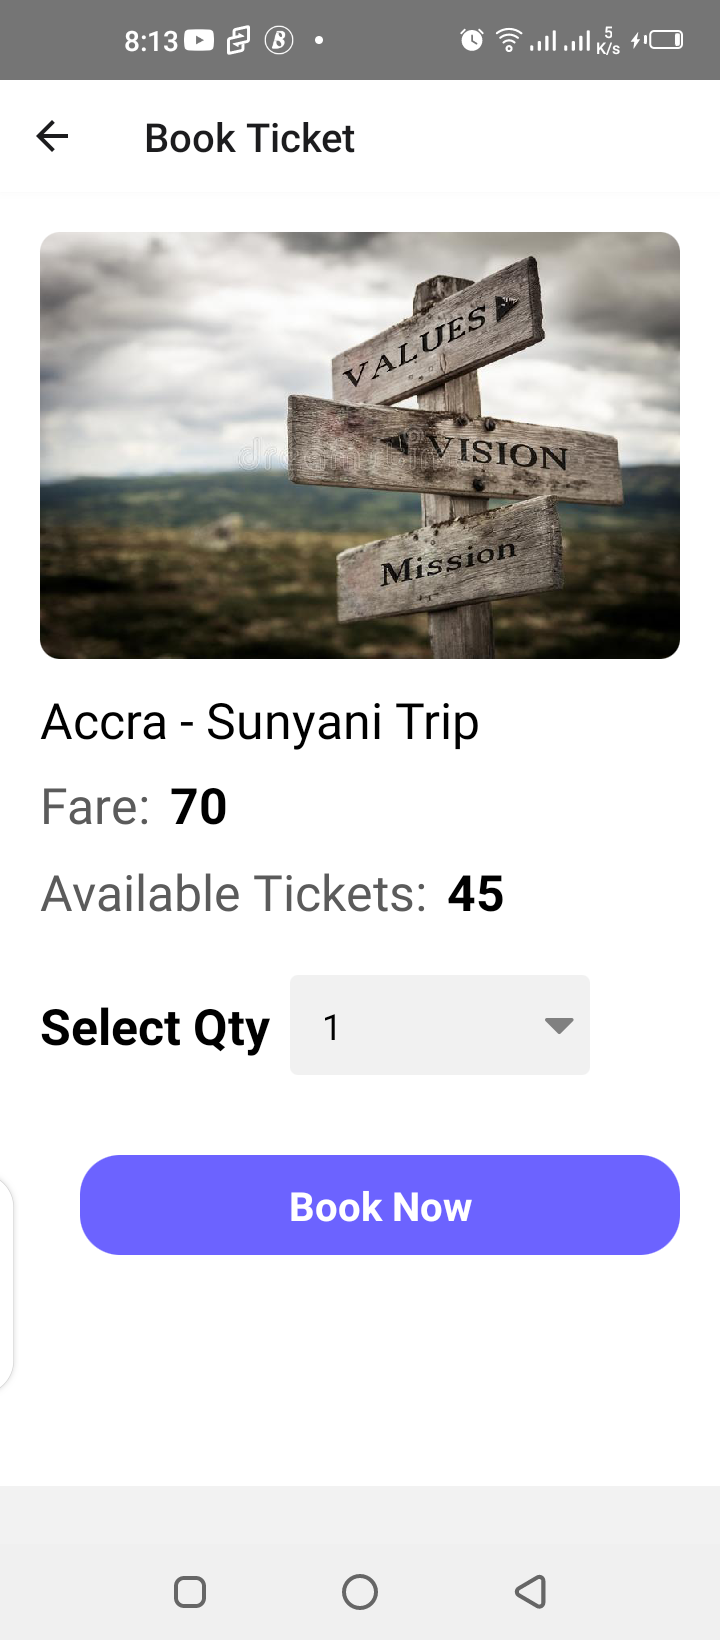 8:13
5
K/s
Book Ticket
VALUES
VISION
Mission
Accra - Sunyani Trip
Fare: 70
Available Tickets: 45
Select Qty 1
Book Now